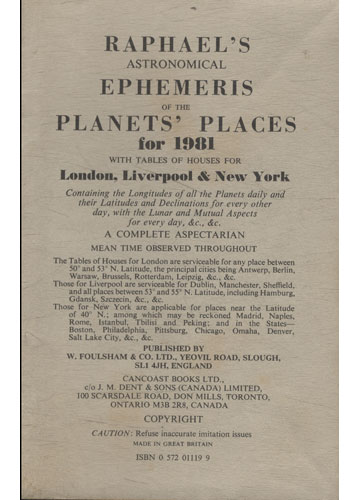 RAPHAEL'S
ASTRONOMICAL
EPHEMERIS
OF THE
PLANETS' PLACES
for 1981
WITH TABLES OF HOUSES FOR
London, Liverpool & New York
Containing the Longitudes of all the Planets daily and
their Latitudes and Declinations for every other
day, with the Lunar and Mutual Aspects
for every day, &c., &c.
A COMPLETE ASPECTARIAN
MEAN TIME OBSERVED THROUGHOUT
The Tables of Houses for London are serviceable for any place between
50° and 53° N. Latitude, the principal cities being Antwerp, Berlin,
Warsaw, Brussels, Rotterdam, Leipzig, &c., &c.
Those for Liverpool are serviceable for Dublin, Manchester, Sheffield,
and all places between 53° and 55° N. Latitude, including Hamburg,
Gdansk, Szczecin, &c., &c.
Those for New York are applicable for places near the Latitude
of 40° N.; among which may be reckoned Madrid, Naples,
Rome, Istanbul, Tbilisi and Peking; and in the States—
Boston, Philadelphia, Pittsburg, Chicago, Omaha, Denver,
Salt Lake City, &c., &c.
PUBLISHED BY
W. FOULSHAM & CO. LTD., YEOVIL ROAD, SLOUGH,
SL1 4JH, ENGLAND
CANCOAST BOOKS LTD.,
c/o J. M. DENT & SONS (CANADA) LIMITED,
100 SCARSDALE ROAD, DON MILLS, TORONTO,
ONTARIO M3B 2R8, CANADA
COPYRIGHT
CAUTION: Refuse inaccurate imitation issues
MADE IN GREAT BRITAIN
ISBN 0 572 01119 9